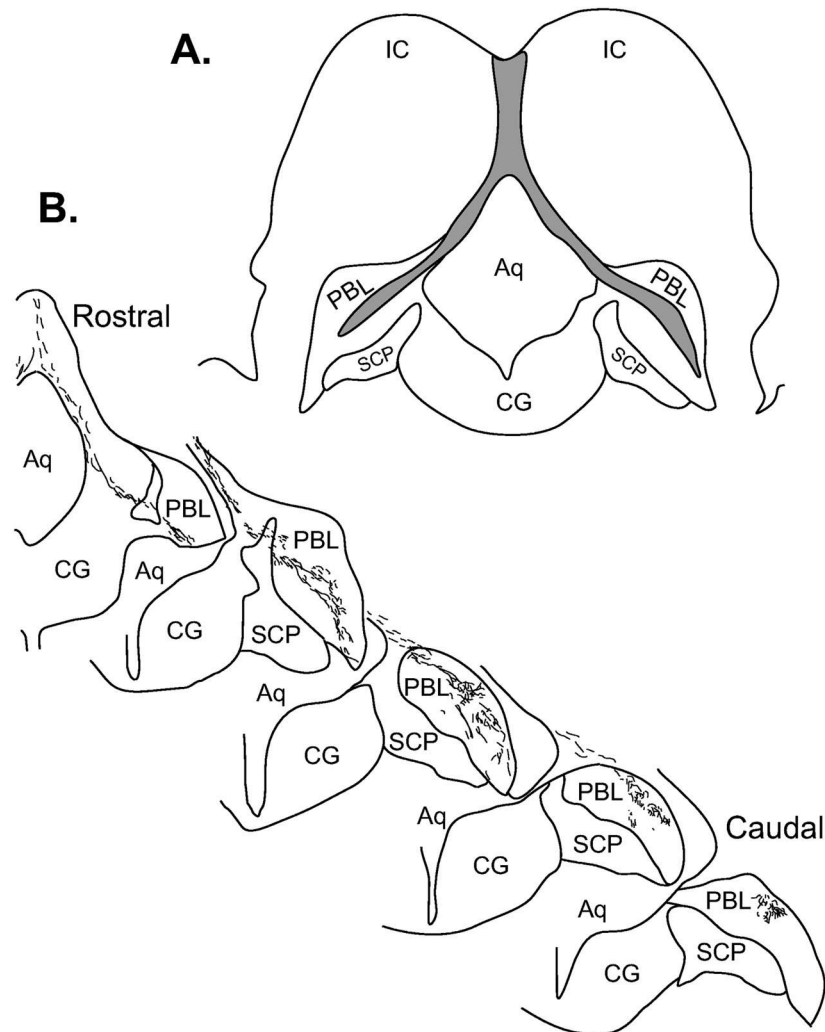 A.
IC
IC
PBL
Aq
PBL
SCP
SCP
CG
B.
Rostral
Aq
PBL
CG
Aq
PBL
CG
SCP
Aq
PBL
CG
SCP
Aq
PBL
CG
SCP
Caudal
Aq
PBL
CG
SCP